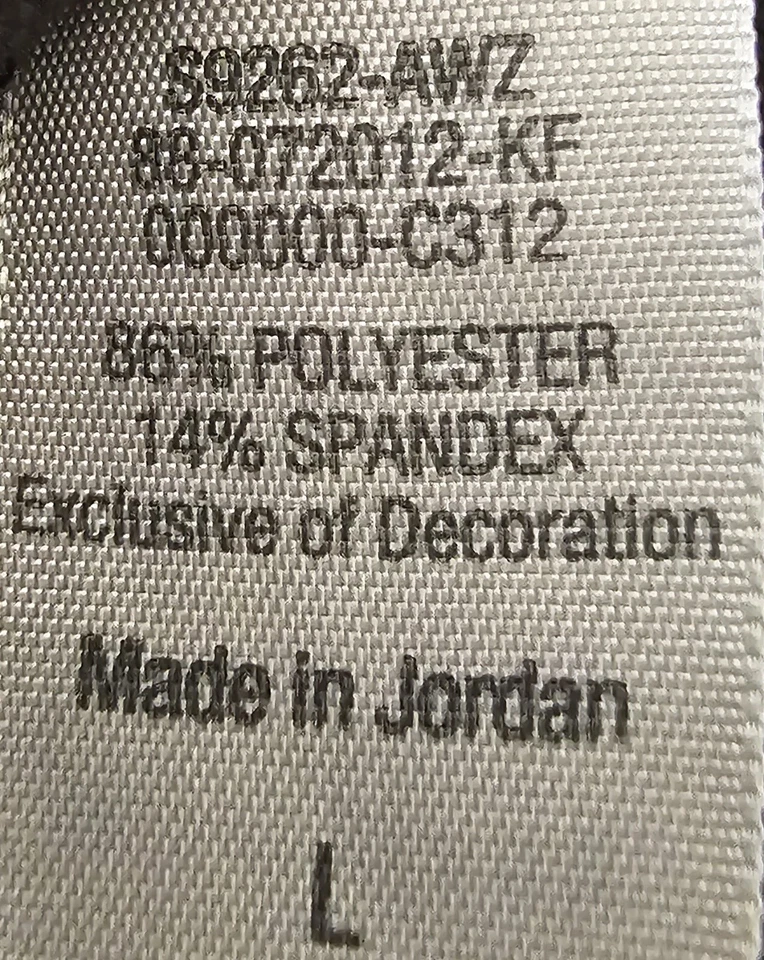 S9262-AWZ
88-072012-KF
000000-C312
86% POLYESTER
14% SPANDEX
Exclusive of Decoration
Made in Jordan
L